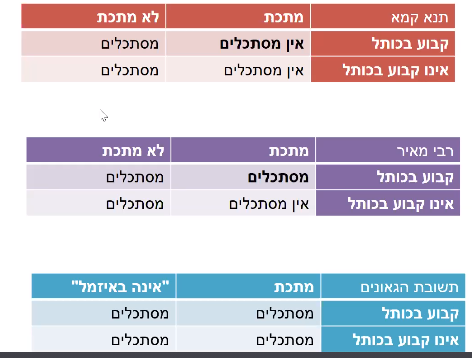 תנא קמא מתכת לא מתכת
קבוע בכותל אין מסתכלים מסתכלים
אינו קבוע בכותל אין מסתכלים מסתכלים
רבי מאיר מתכת לא מתכת
קבוע בכותל מסתכלים מסתכלים
אינו קבוע בכותל אין מסתכלים מסתכלים
תשובת הגאונים מתכת "אינה באיזמל"
קבוע בכותל מסתכלים מסתכלים
אינו קבוע בכותל מסתכלים מסתכלים